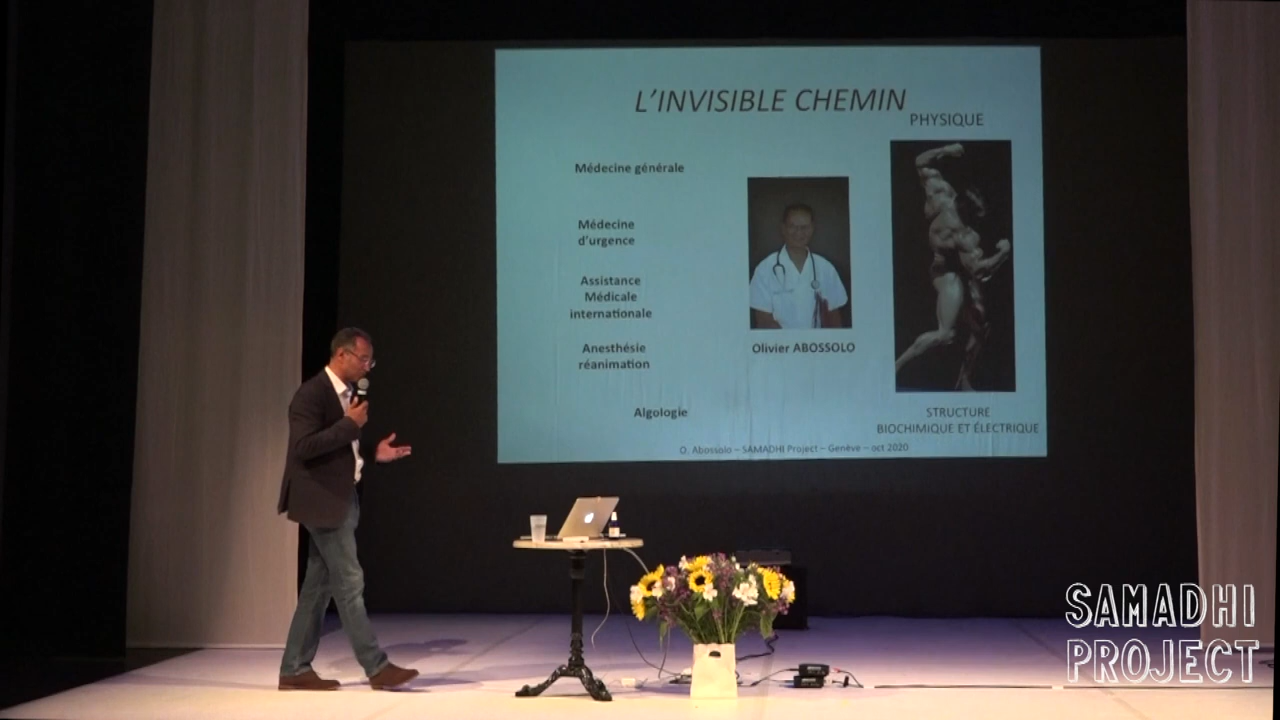 L'INVISIBLE CHEMIN
PHYSIQUE
Médecine générale
Médecine
d'urgence
Assistance
Médicale
internationale
Anesthésie
réanimation
Algologie
Olivier ABOSSOLO
STRUCTURE
BIOCHIMIQUE ET ÉLECTRIQUE
O. Abossolo – SAMADHI Project – Genève – oct 2020
SAMADHI
PROJECT